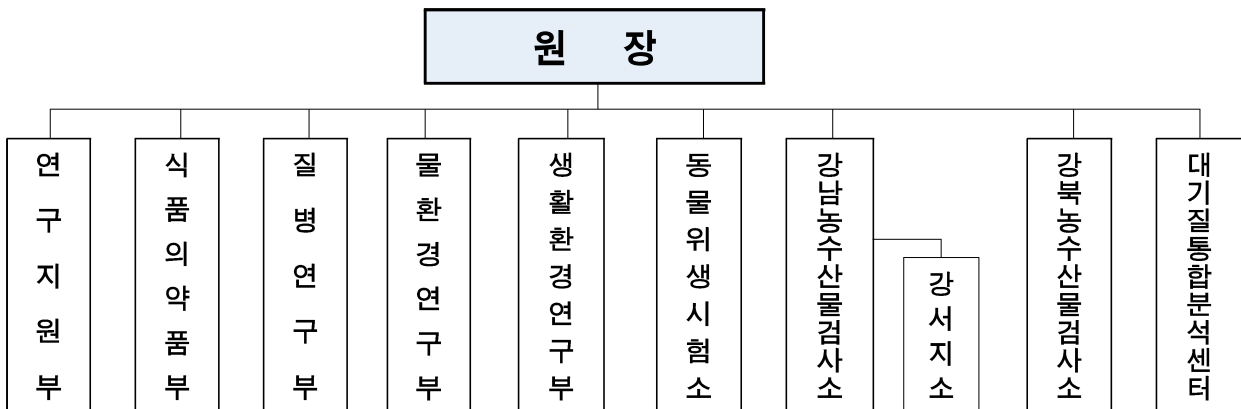 원 장
연구지원부
식품의약품부
질병연구부
물환경연구부
생활환경연구부
동물위생시험소
강남농수산물검사소
강서지소
강북농수산물검사소
대기질통합분석센터